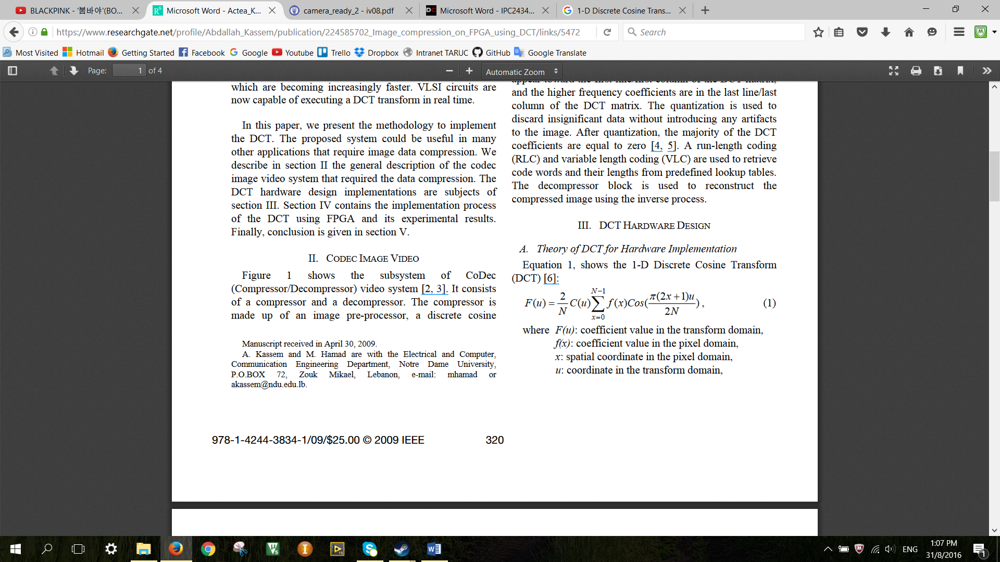 BLACKPINK - '붐바야'(BO...
Microsoft Word - Actea_K...
camera_ready_2 - iv08.pdf
Microsoft Word - IPC2434...
1-D Discrete Cosine Trans...
https://www.researchgate.net/profile/Abdallah_Kassem/publication/224585702_Image_compression_on_FPGA_using_DCT/links/5472
Search
Most Visited Hotmail Getting Started Facebook Google Youtube Trello Dropbox Intranet TARUC GitHub Google Translate
Page: 1 of 4
Automatic Zoom
which are becoming increasingly faster. VLSI circuits are
now capable of executing a DCT transform in real time.
In this paper, we present the methodology to implement
the DCT. The proposed system could be useful in many
other applications that require image data compression. We
describe in section II the general description of the codec
image video system that required the data compression. The
DCT hardware design implementations are subjects of
section III. Section IV contains the implementation process
of the DCT using FPGA and its experimental results.
Finally, conclusion is given in section V.
II. CODEC IMAGE VIDEO
Figure 1 shows the subsystem of CoDec
(Compressor/Decompressor) video system [2, 3]. It consists
of a compressor and a decompressor. The compressor is
made up of an image pre-processor, a discrete cosine
Manuscript received in April 30, 2009.
A. Kassem and M. Hamad are with the Electrical and Computer,
Communication Engineering Department, Notre Dame University,
P.O.BOX 72, Zouk Mikael, Lebanon, e-mail: mhamad or
akassem@ndu.edu.lb.
appear toward the first line/first column of the DCT matrix,
and the higher frequency coefficients are in the last line/last
column of the DCT matrix. The quantization is used to
discard insignificant data without introducing any artifacts
to the image. After quantization, the majority of the DCT
coefficients are equal to zero [4, 5]. A run-length coding
(RLC) and variable length coding (VLC) are used to retrieve
code words and their lengths from predefined lookup tables.
The decompressor block is used to reconstruct the
compressed image using the inverse process.
III. DCT HARDWARE DESIGN
A. Theory of DCT for Hardware Implementation
Equation 1, shows the 1-D Discrete Cosine Transform
(DCT) [6]:
F(u) = 2/N C(u) ∑_{x=0}^{N-1} f(x)Cos(π(2x+1)u/2N), (1)
where F(u): coefficient value in the transform domain,
f(x): coefficient value in the pixel domain,
x: spatial coordinate in the pixel domain,
u: coordinate in the transform domain,
978-1-4244-3834-1/09/$25.00 © 2009 IEEE 320
ENG
1:07 PM
31/8/2016
1